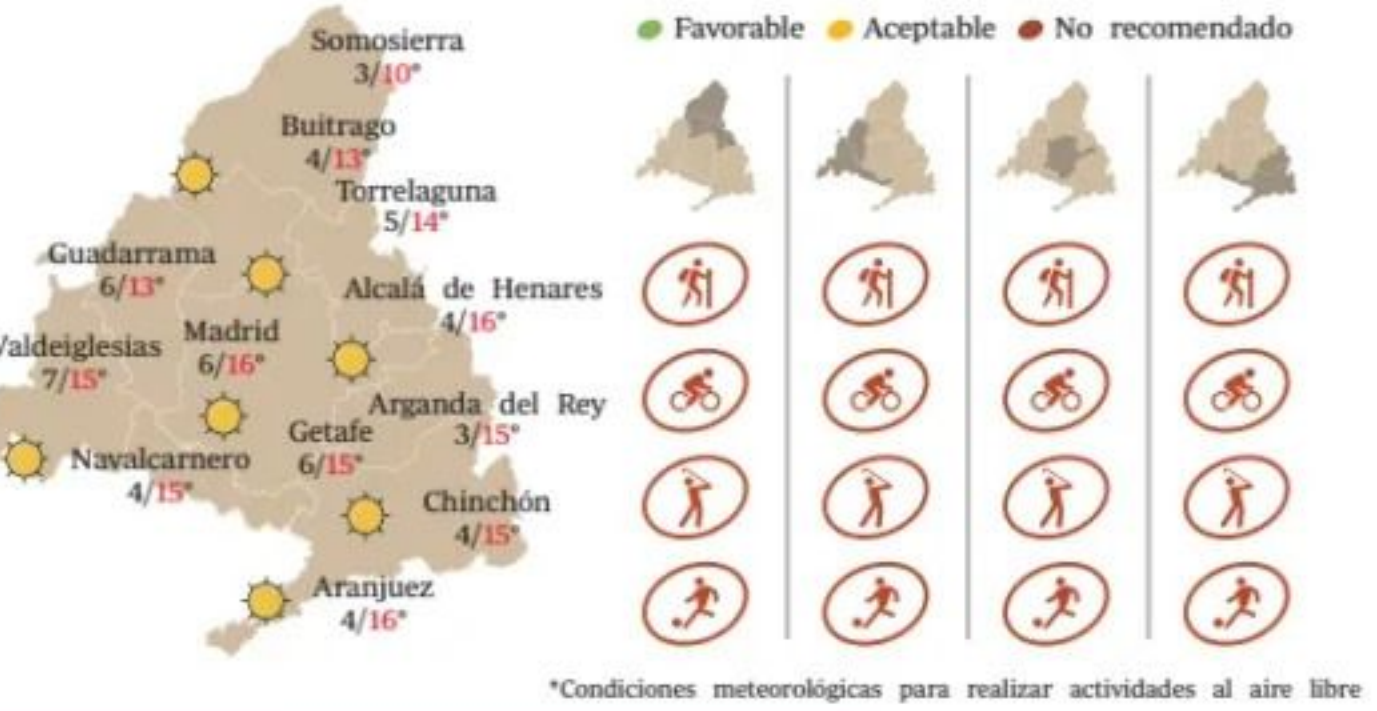 Somosierra
3/10°
Buitrago
4/13°
Torrelaguna
5/14°
Guadarrama
6/13°
Alcalá de Henares
4/16°
Valdeiglesias
7/15°
Madrid
6/16°
Arganda del Rey
3/15°
Getafe
6/15°
Navalcarnero
4/15°
Chinchón
4/15°
Aranjuez
4/16°
Favorable Aceptable No recomendado
*Condiciones meteorológicas para realizar actividades al aire libre